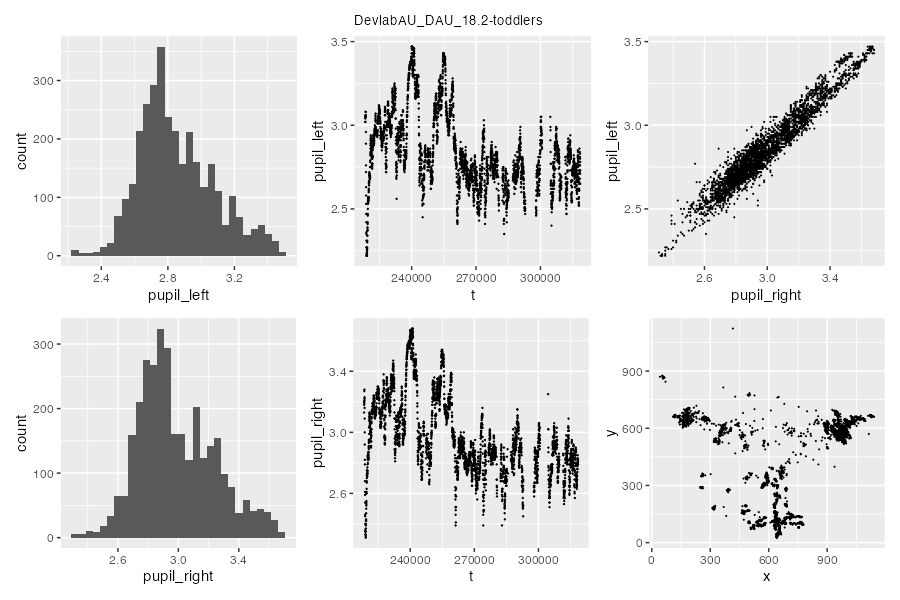 DevlabAU_DAU_18.2-toddlers
count
300
200
100
0
2.4 2.8 3.2
pupil_left
pupil_left
3.5
3.0
2.5
240000 270000 300000
t
pupil_left
3.5
3.0
2.5
2.6 3.0 3.4
pupil_right
count
300
200
100
0
2.6 3.0 3.4
pupil_right
pupil_right
3.4
3.0
2.6
240000 270000 300000
t
y
900
600
300
0
0 300 600 900
x